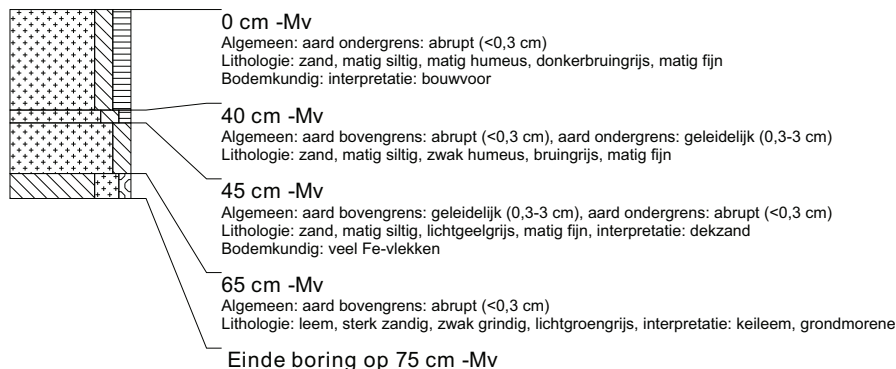 0 cm -Mv
Algemeen: aard ondergrens: abrupt (<0,3 cm)
Lithologie: zand, matig siltig, matig humeus, donkerbruingrijs, matig fijn
Bodemkundig: interpretatie: bouwvoor
40 cm -Mv
Algemeen: aard bovengrens: abrupt (<0,3 cm), aard ondergrens: geleidelijk (0,3-3 cm)
Lithologie: zand, matig siltig, zwak humeus, bruingrijs, matig fijn
45 cm -Mv
Algemeen: aard bovengrens: geleidelijk (0,3-3 cm), aard ondergrens: abrupt (<0,3 cm)
Lithologie: zand, matig siltig, lichtgeelgrijs, matig fijn, interpretatie: dekzand
Bodemkundig: veel Fe-vlekken
65 cm -Mv
Algemeen: aard bovengrens: abrupt (<0,3 cm)
Lithologie: leem, sterk zandig, zwak grindig, lichtgroengrijs, interpretatie: keileem, grondmorene
Einde boring op 75 cm -Mv